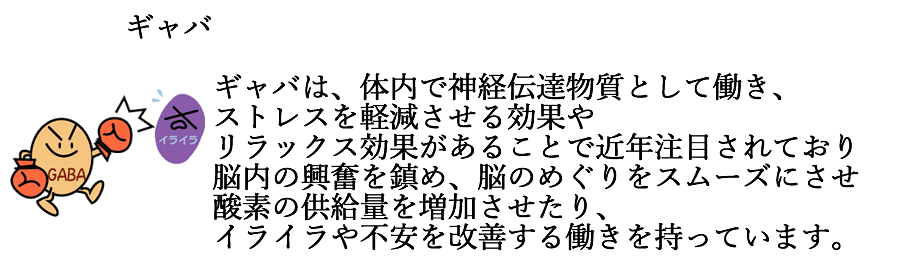 ギャバ
ギャバは、体内で神経伝達物質として働き、
ストレスを軽減させる効果や
リラックス効果があることで近年注目されており
脳内の興奮を鎮め、脳のめぐりをスムーズにさせ
酸素の供給量を増加させたり、
イライラや不安を改善する働きを持っています。
イライラ
GABA